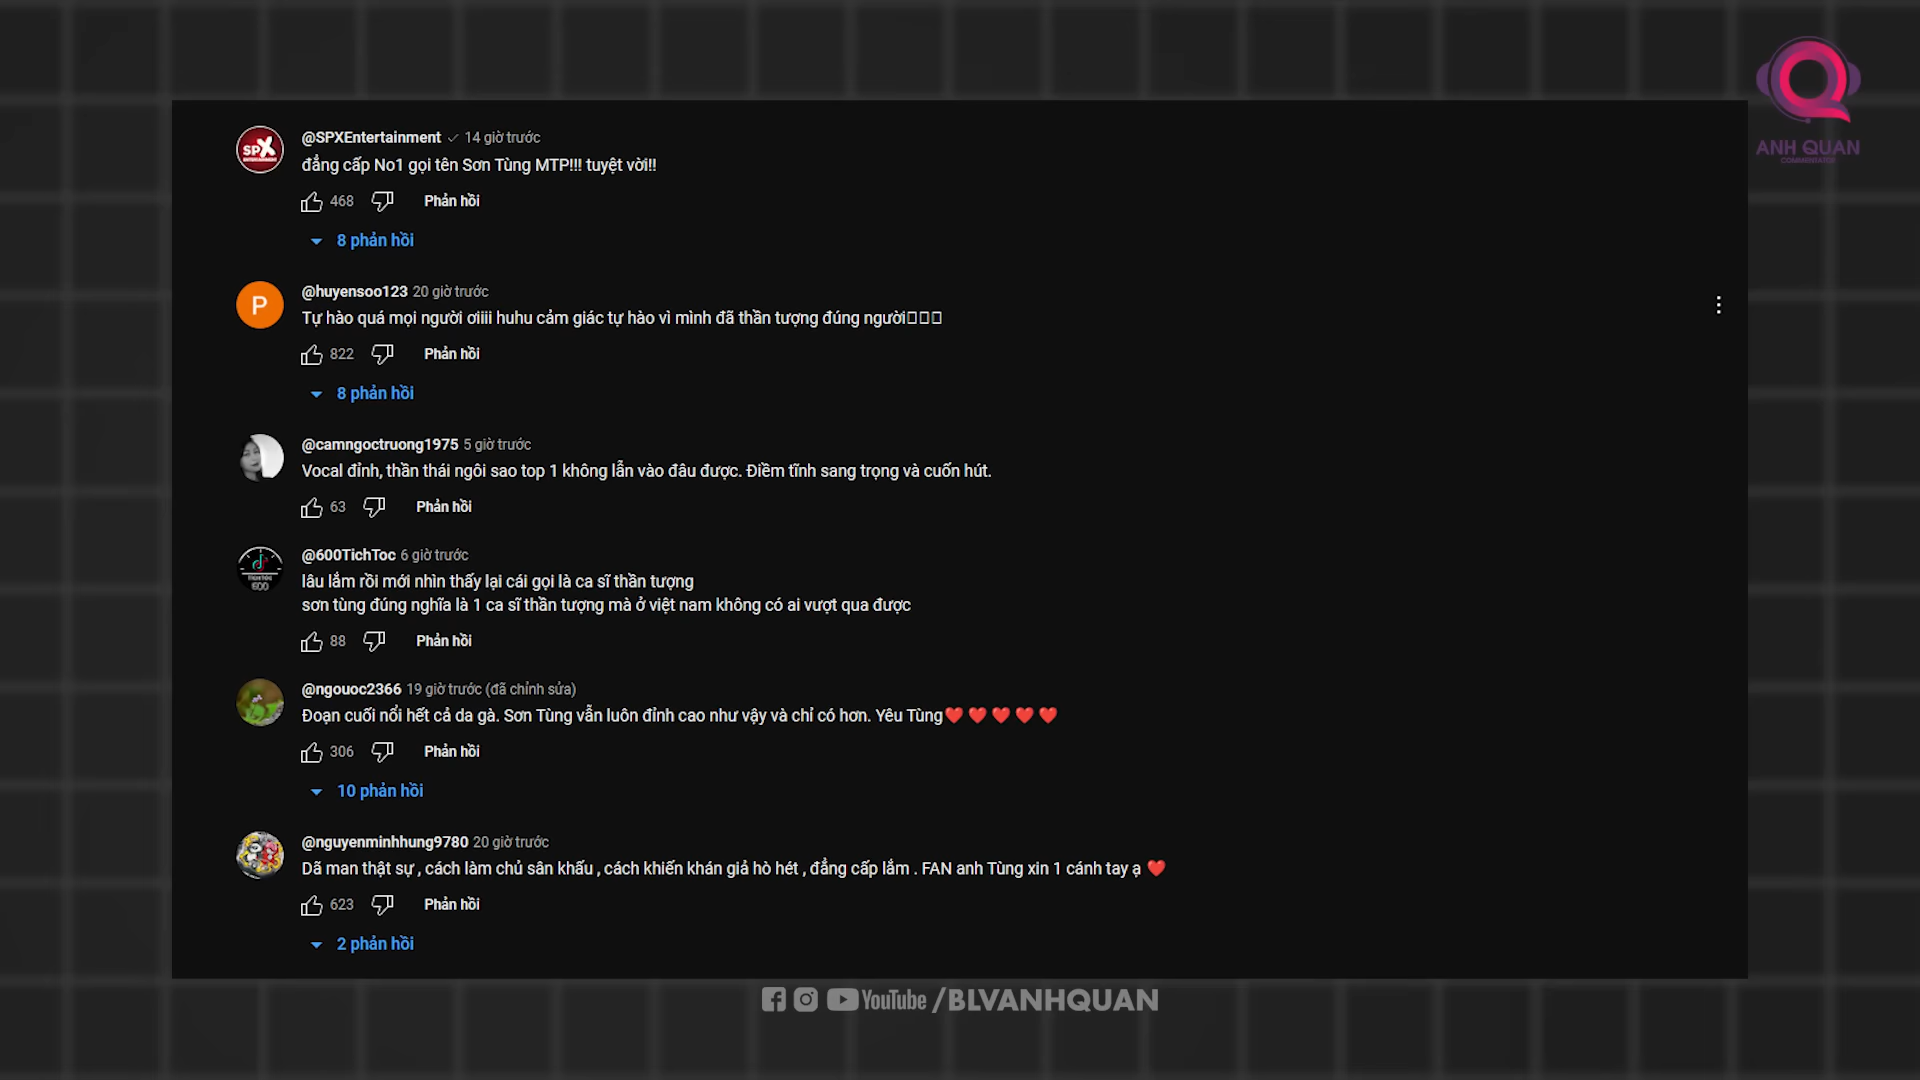 ANH QUAN
COMMENTATOR
SPX
ENTERTAINMENT
@SPXEntertainment 14 giờ trước
đẳng cấp No1 gọi tên Sơn Tùng MTP!!! tuyệt vời!!
468 Phản hồi
8 phản hồi
P
@huyensoo123 20 giờ trước
Tự hào quá mọi người ơiiii huhu cảm giác tự hào vì mình đã thần tượng đúng người
822 Phản hồi
8 phản hồi
@camngoctruong1975 5 giờ trước
Vocal đỉnh, thần thái ngôi sao top 1 không lẫn vào đâu được. Điềm tĩnh sang trọng và cuốn hút.
63 Phản hồi
600
@600TichToc 6 giờ trước
lâu lắm rồi mới nhìn thấy lại cái gọi là ca sĩ thần tượng
sơn tùng đúng nghĩa là 1 ca sĩ thần tượng mà ở việt nam không có ai vượt qua được
88 Phản hồi
@ngouoc2366 19 giờ trước (đã chỉnh sửa)
Đoạn cuối nổi hết cả da gà. Sơn Tùng vẫn luôn đỉnh cao như vậy và chỉ có hơn. Yêu Tùng❤️❤️❤️❤️❤️
306 Phản hồi
10 phản hồi
@nguyenminhhung9780 20 giờ trước
Dã man thật sự , cách làm chủ sân khấu , cách khiến khán giả hò hét , đẳng cấp lắm . FAN anh Tùng xin 1 cánh tay ạ ❤️
623 Phản hồi
2 phản hồi
YouTube /BLVANHQUAN